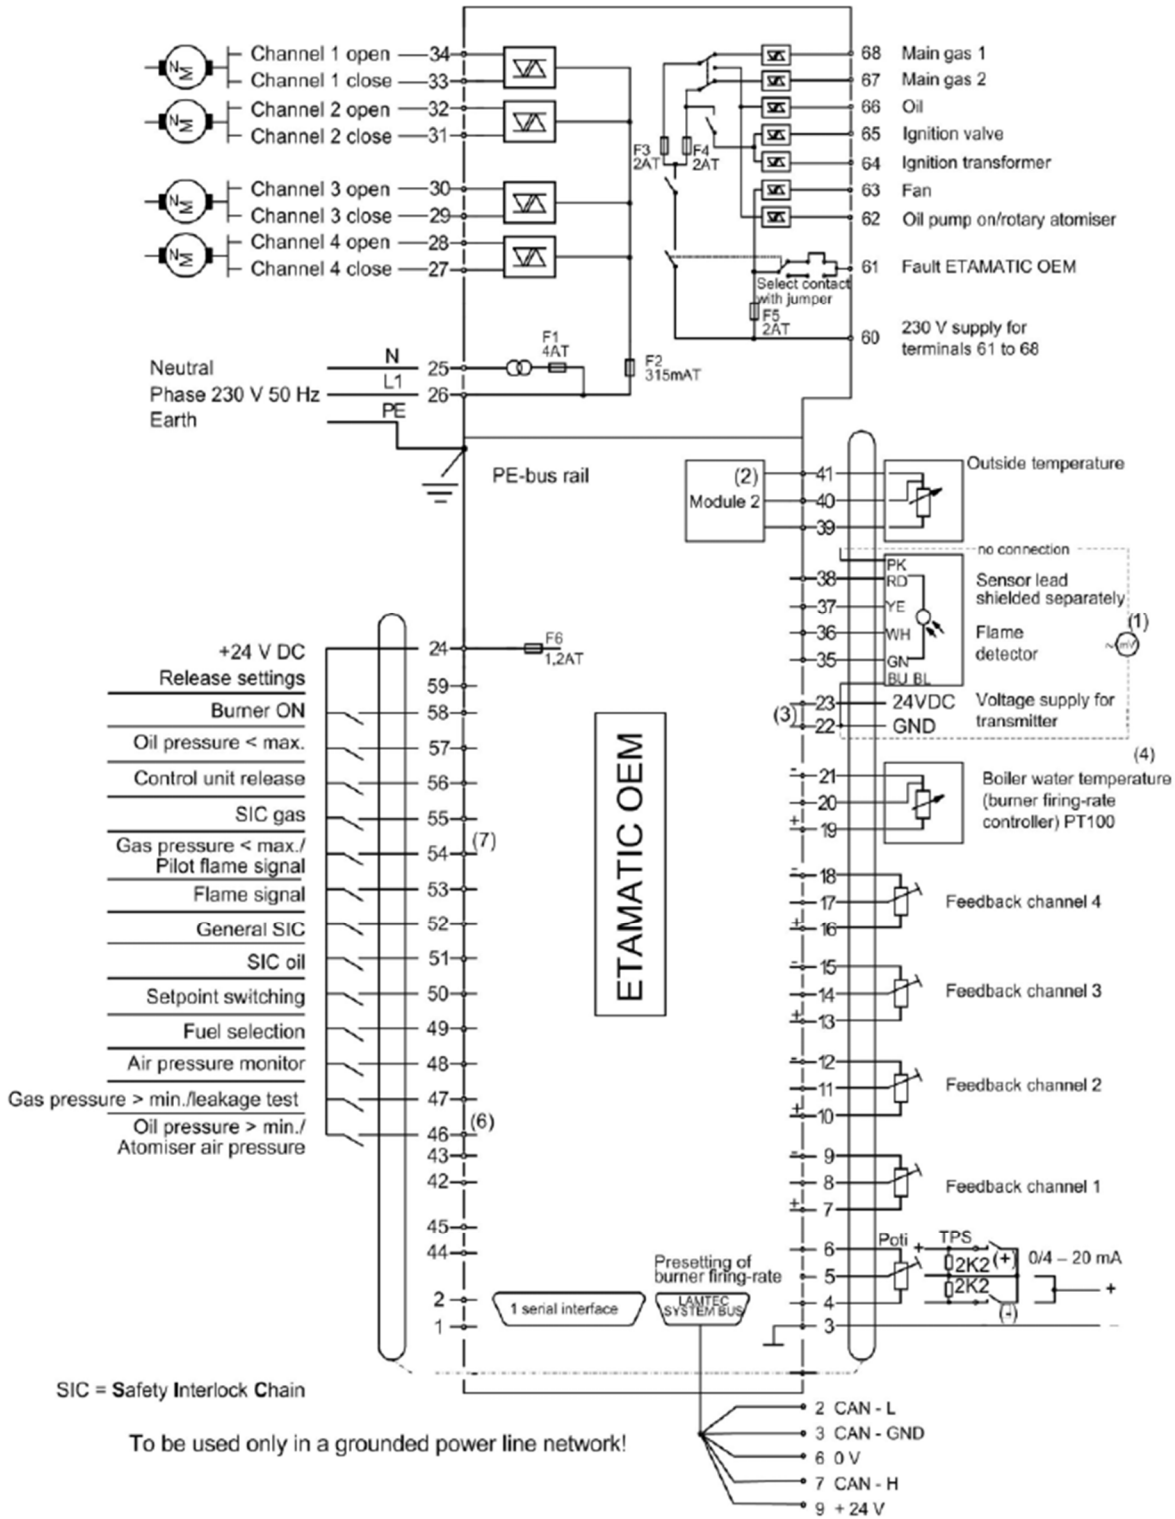 Channel 1 open 34
Channel 1 close 33
Channel 2 open 32
Channel 2 close 31
Channel 3 open 30
Channel 3 close 29
Channel 4 open 28
Channel 4 close 27
N
M
N
M
N
M
N
M
68 Main gas 1
67 Main gas 2
66 Oil
65 Ignition valve
64 Ignition transformer
63 Fan
62 Oil pump on/rotary atomiser
61 Fault ETAMATIC OEM
60 230 V supply for
terminals 61 to 68
F3
2AT
F4
2AT
Select contact
with jumper
F5
2AT
F1
4AT
F2
315mAT
Neutral N 25
Phase 230 V 50 Hz L1 26
Earth PE
PE-bus rail
(2)
Module 2
41
40
39
Outside temperature
no connection
38
37
36
35
PK
RD
YE
WH
GN
BU BL
Sensor lead
shielded separately
Flame
detector
(1)
~ mV
(3)
23 24VDC
22 GND
Voltage supply for
transmitter
(4)
- 21
20
+ 19
Boiler water temperature
(burner firing-rate
controller) PT100
- 18
17
+ 16
Feedback channel 4
- 15
14
+ 13
Feedback channel 3
- 12
11
+ 10
Feedback channel 2
- 9
8
+ 7
Feedback channel 1
6
5
4
3
Poti
+
TPS
2K2
2K2
(+)
(-)
0/4 – 20 mA
+
–
+24 V DC 24
F6
1,2AT
Release settings 59
Burner ON 58
Oil pressure < max. 57
Control unit release 56
SIC gas 55
Gas pressure < max./
Pilot flame signal 54 (7)
Flame signal 53
General SIC 52
SIC oil 51
Setpoint switching 50
Fuel selection 49
Air pressure monitor 48
Gas pressure > min./leakage test 47
Oil pressure > min./
Atomiser air pressure 46 (6)
43
42
45
44
2
1
ETAMATIC OEM
1 serial interface
Presetting of
burner firing-rate
LAMTEC
SYSTEM BUS
2 CAN - L
3 CAN - GND
6 0 V
7 CAN - H
9 + 24 V
SIC = Safety Interlock Chain
To be used only in a grounded power line network!